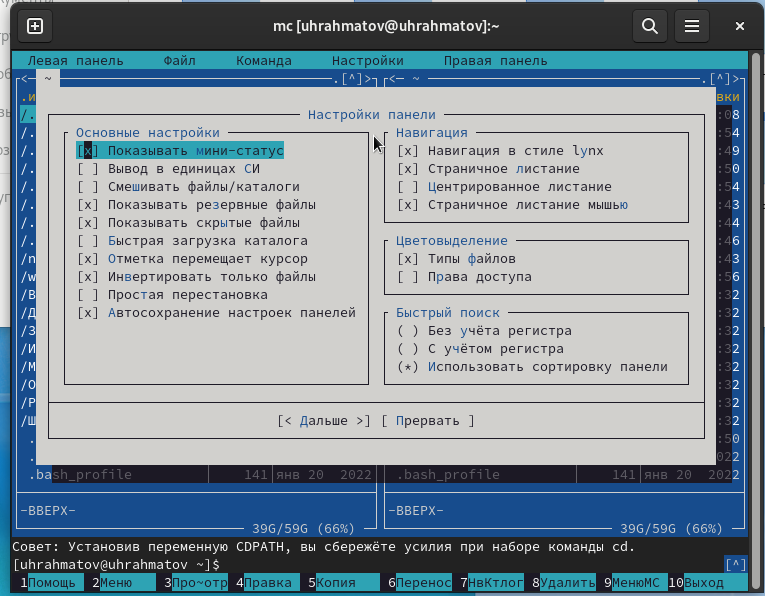 mc [uhrahmatov@uhrahmatov]:~
Левая панель Файл Команда Настройки Правая панель
<— ~ .[^]> <— ~ .[^]>
Настройки панели
Основные настройки
[x] Показывать мини-статус
[ ] Вывод в единицах СИ
[ ] Смешивать файлы/каталоги
[x] Показывать резервные файлы
[x] Показывать скрытые файлы
[ ] Быстрая загрузка каталога
[x] Отметка перемещает курсор
[x] Инвертировать только файлы
[ ] Простая перестановка
[x] Автосохранение настроек панелей
Навигация
[x] Навигация в стиле lynx
[x] Страничное листание
[ ] Центрированное листание
[x] Страничное листание мышью
Цветовыделение
[x] Типы файлов
[ ] Права доступа
Быстрый поиск
( ) Без учёта регистра
( ) С учётом регистра
(*) Использовать сортировку панели
[< Дальше >] [ Прервать ]
.bash_profile 141 янв 20 2022 .bash_profile 141 янв 20 2022
-ВВЕРХ- -ВВЕРХ-
39G/59G (66%) 39G/59G (66%)
Совет: Установив переменную CDPATH, вы сбережёте усилия при наборе команды cd.
[uhrahmatov@uhrahmatov ~]$ [^]
1Помощь 2Меню 3Про~отр 4Правка 5Копия 6Перенос 7НвКтлог 8Удалить 9МенюМС 10Выход